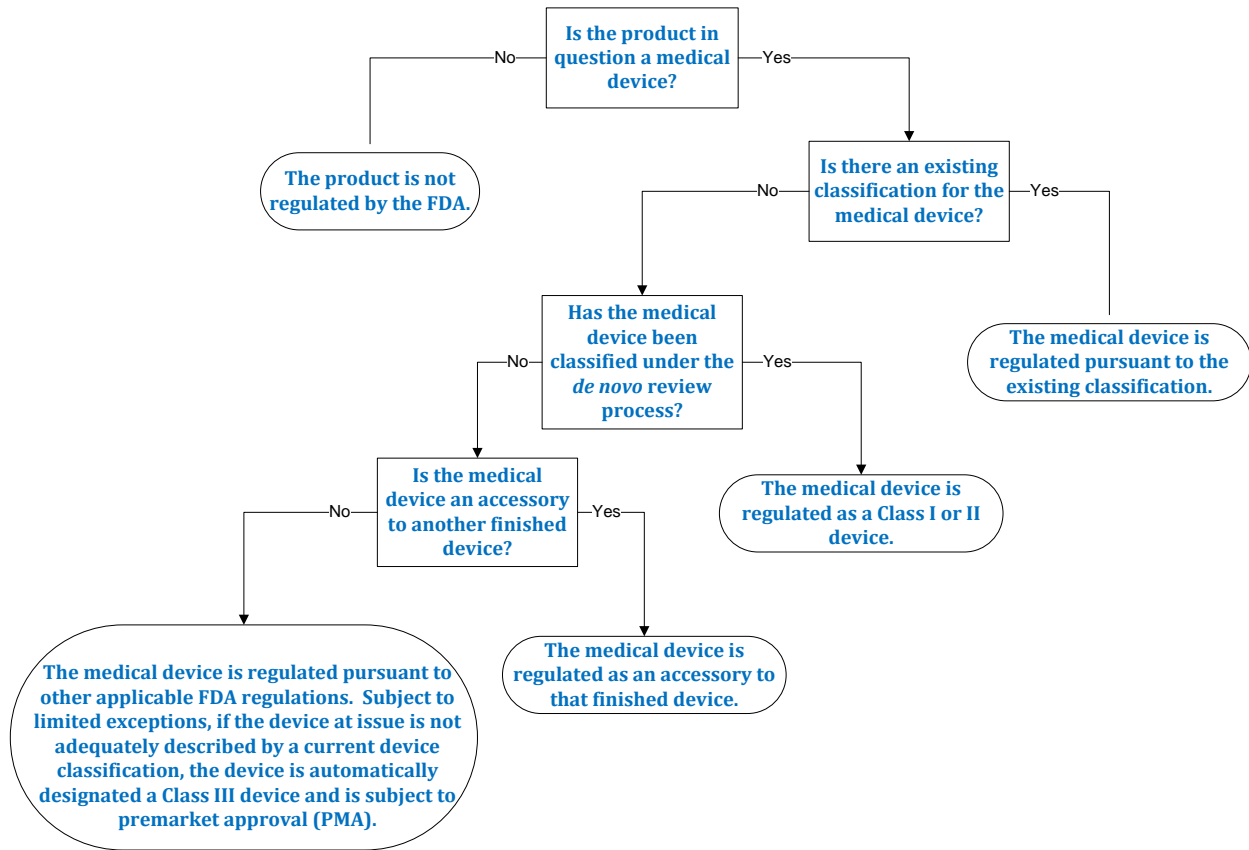 Is the product in
question a medical
device?
No
Yes
The product is not
regulated by the FDA.
Is there an existing
classification for the
medical device?
No
Yes
Has the medical
device been
classified under the
de novo review
process?
No
Yes
The medical device is
regulated pursuant to the
existing classification.
Is the medical
device an accessory
to another finished
device?
No
Yes
The medical device is
regulated as a Class I or II
device.
The medical device is regulated pursuant to
other applicable FDA regulations.  Subject to
limited exceptions, if the device at issue is not
adequately described by a current device
classification, the device is automatically
designated a Class III device and is subject to
premarket approval (PMA).
The medical device is
regulated as an accessory to
that finished device.